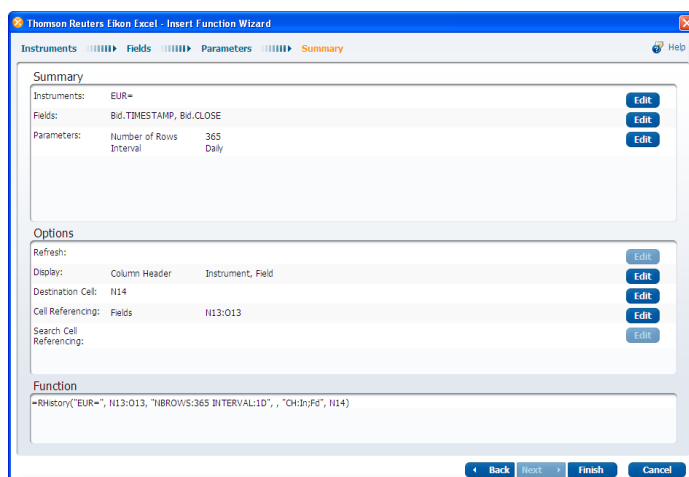 Thomson Reuters Eikon Excel - Insert Function Wizard
Instruments Fields Parameters Summary Help
Summary
Instruments: EUR= Edit
Fields: Bid.TIMESTAMP, Bid.CLOSE Edit
Parameters: Number of Rows 365 Edit
Interval Daily
Options
Refresh: Edit
Display: Column Header Instrument, Field Edit
Destination Cell: N14 Edit
Cell Referencing: Fields N13:O13 Edit
Search Cell Edit
Referencing:
Function
=RHistory("EUR=", N13:O13, "NBROWS:365 INTERVAL:1D", , "CH:In;Fd", N14)
Back Next Finish Cancel